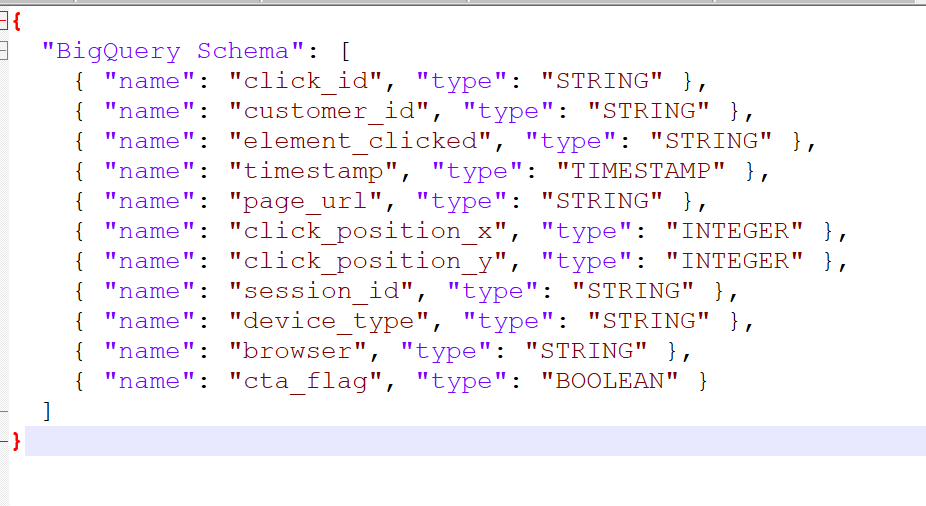 {
  "BigQuery Schema": [
    { "name": "click_id", "type": "STRING" },
    { "name": "customer_id", "type": "STRING" },
    { "name": "element_clicked", "type": "STRING" },
    { "name": "timestamp", "type": "TIMESTAMP" },
    { "name": "page_url", "type": "STRING" },
    { "name": "click_position_x", "type": "INTEGER" },
    { "name": "click_position_y", "type": "INTEGER" },
    { "name": "session_id", "type": "STRING" },
    { "name": "device_type", "type": "STRING" },
    { "name": "browser", "type": "STRING" },
    { "name": "cta_flag", "type": "BOOLEAN" }
  ]
}